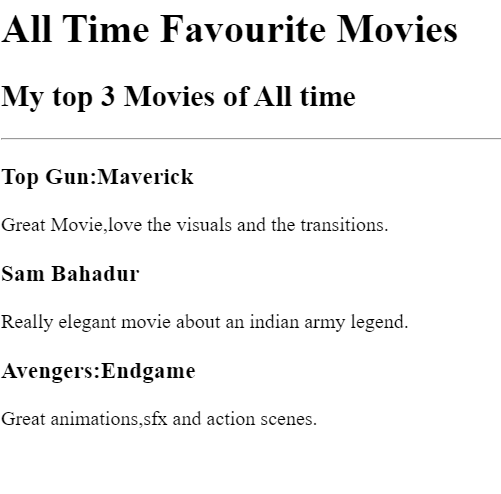 All Time Favourite Movies
My top 3 Movies of All time
Top Gun:Maverick
Great Movie,love the visuals and the transitions.
Sam Bahadur
Really elegant movie about an indian army legend.
Avengers:Endgame
Great animations,sfx and action scenes.